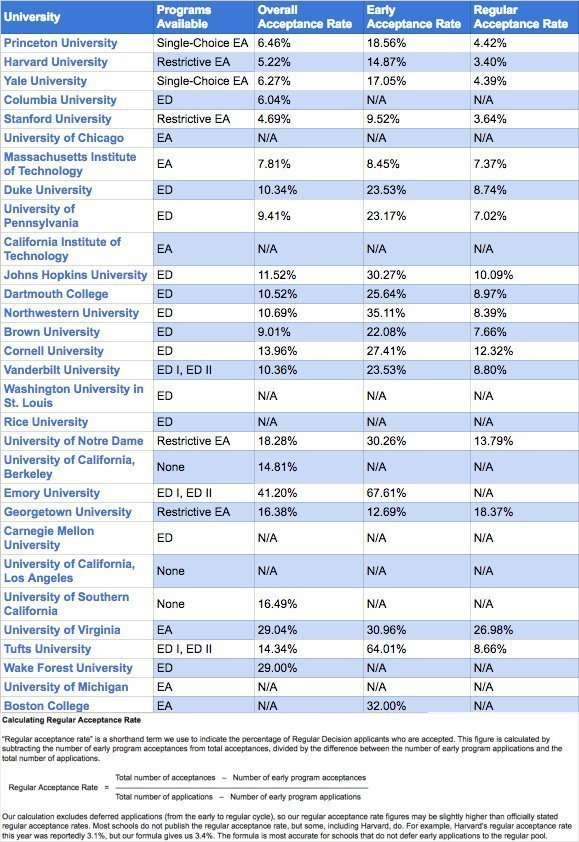 University Programs Available Overall Acceptance Rate Early Acceptance Rate Regular Acceptance Rate
Princeton University Single-Choice EA 6.46% 18.56% 4.42%
Harvard University Restrictive EA 5.22% 14.87% 3.40%
Yale University Single-Choice EA 6.27% 17.05% 4.39%
Columbia University ED 6.04% N/A N/A
Stanford University Restrictive EA 4.69% 9.52% 3.64%
University of Chicago EA N/A N/A N/A
Massachusetts Institute of Technology EA 7.81% 8.45% 7.37%
Duke University ED 10.34% 23.53% 8.74%
University of Pennsylvania ED 9.41% 23.17% 7.02%
California Institute of Technology EA N/A N/A N/A
Johns Hopkins University ED 11.52% 30.27% 10.09%
Dartmouth College ED 10.52% 25.64% 8.97%
Northwestern University ED 10.69% 35.11% 8.39%
Brown University ED 9.01% 22.08% 7.66%
Cornell University ED 13.96% 27.41% 12.32%
Vanderbilt University ED I, ED II 10.36% 23.53% 8.80%
Washington University in St. Louis ED N/A N/A N/A
Rice University ED N/A N/A N/A
University of Notre Dame Restrictive EA 18.28% 30.26% 13.79%
University of California, Berkeley None 14.81% N/A N/A
Emory University ED I, ED II 41.20% 67.61% N/A
Georgetown University Restrictive EA 16.38% 12.69% 18.37%
Carnegie Mellon University ED N/A N/A N/A
University of California, Los Angeles None N/A N/A N/A
University of Southern California None 16.49% N/A N/A
University of Virginia EA 29.04% 30.96% 26.98%
Tufts University ED I, ED II 14.34% 64.01% 8.66%
Wake Forest University ED 29.00% N/A N/A
University of Michigan EA N/A N/A N/A
Boston College EA N/A 32.00% N/A
Calculating Regular Acceptance Rate
"Regular acceptance rate" is a shorthand term we use to indicate the percentage of Regular Decision applicants who are accepted. This figure is calculated by
subtracting the number of early program acceptances from total acceptances, divided by the difference between the number of early program applications and the
total number of applications.
Total number of acceptances – Number of early program acceptances
Regular Acceptance Rate =
Total number of applications – Number of early program applications
Our calculation excludes deferred applications (from the early to regular cycle), so our regular acceptance rate figures may be slightly higher than officially stated
regular acceptance rates. Most schools do not publish the regular acceptance rate, but some, including Harvard, do. For example, Harvard's regular acceptance rate
this year was reportedly 3.1%, but our formula gives us 3.4%. The formula is most accurate for schools that do not defer early applications to the regular pool.